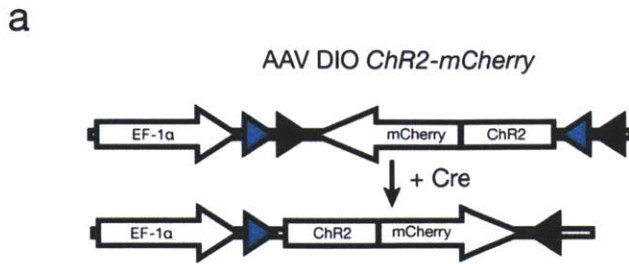 a
AAV DIO ChR2-mCherry
EF-1α mCherry ChR2
+ Cre
EF-1α ChR2 mCherry